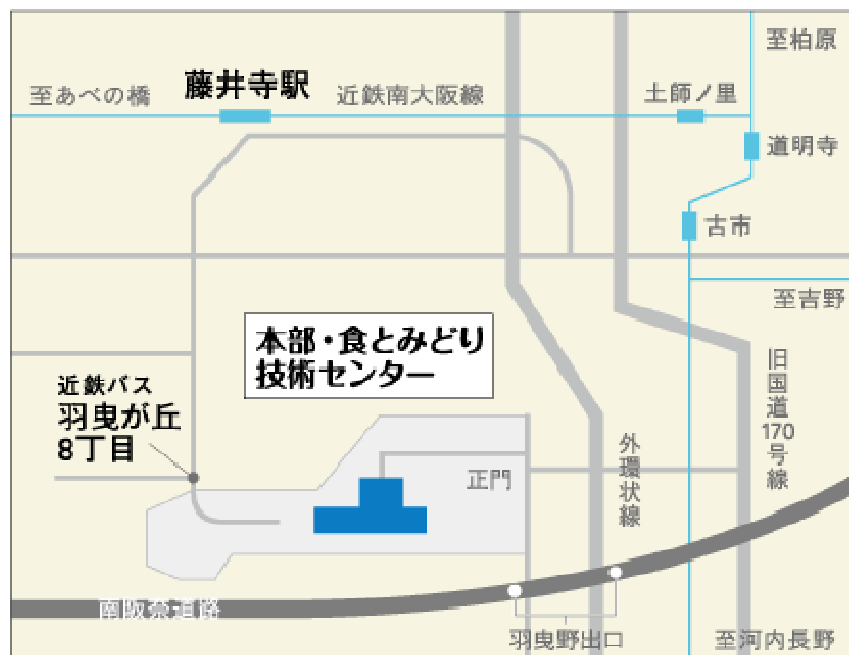 至柏原
藤井寺駅
至あべの橋
近鉄南大阪線
土師ノ里
道明寺
古市
至吉野
本部・食とみどり
技術センター
旧国道170号線
近鉄バス
羽曳が丘
8丁目
外環状線
正門
南阪奈道路
羽曳野出口
至河内長野